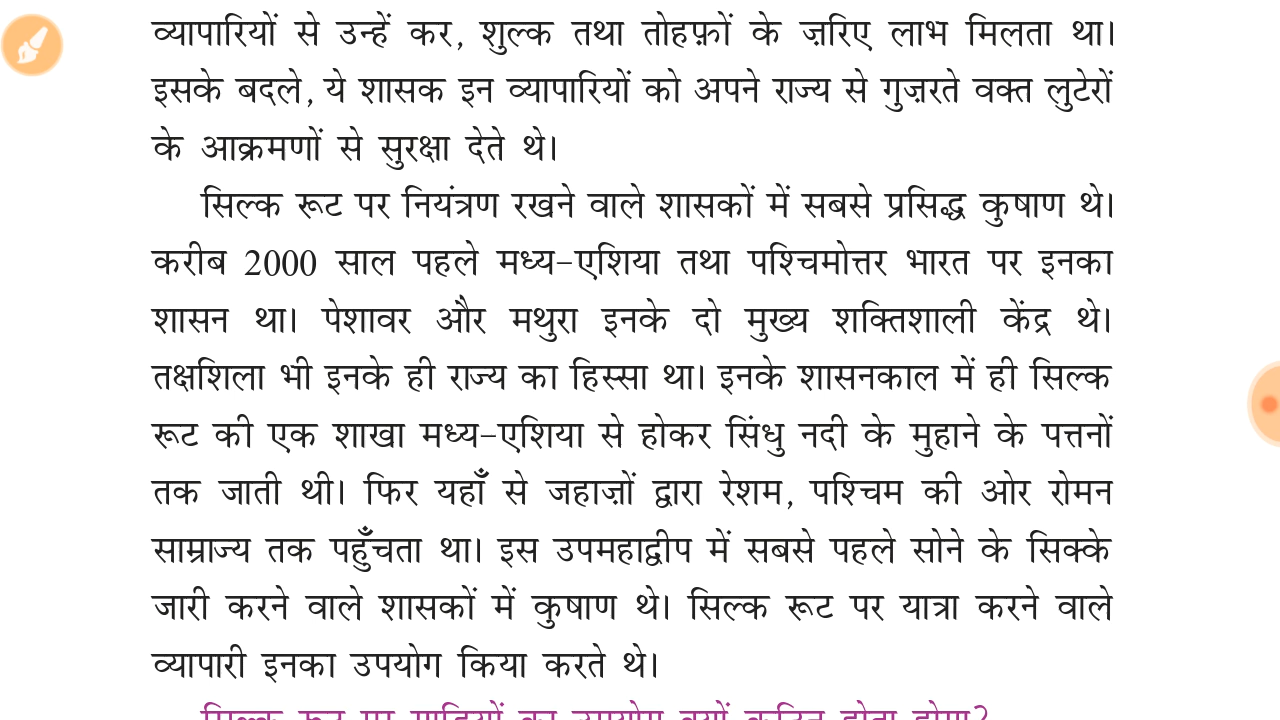 व्यापारियों से उन्हें कर, शुल्क तथा तोहफ़ों के ज़रिए लाभ मिलता था।
इसके बदले, ये शासक इन व्यापारियों को अपने राज्य से गुज़रते वक्त लुटेरों
के आक्रमणों से सुरक्षा देते थे।
सिल्क रूट पर नियंत्रण रखने वाले शासकों में सबसे प्रसिद्ध कुषाण थे।
करीब 2000 साल पहले मध्य-एशिया तथा पश्चिमोत्तर भारत पर इनका
शासन था। पेशावर और मथुरा इनके दो मुख्य शक्तिशाली केंद्र थे।
तक्षशिला भी इनके ही राज्य का हिस्सा था। इनके शासनकाल में ही सिल्क
रूट की एक शाखा मध्य-एशिया से होकर सिंधु नदी के मुहाने के पत्तनों
तक जाती थी। फिर यहाँ से जहाज़ों द्वारा रेशम, पश्चिम की ओर रोमन
साम्राज्य तक पहुँचता था। इस उपमहाद्वीप में सबसे पहले सोने के सिक्के
जारी करने वाले शासकों में कुषाण थे। सिल्क रूट पर यात्रा करने वाले
व्यापारी इनका उपयोग किया करते थे।
सिल्क रूट पर गाड़ियों का उपयोग क्यों कठिन होता होगा?